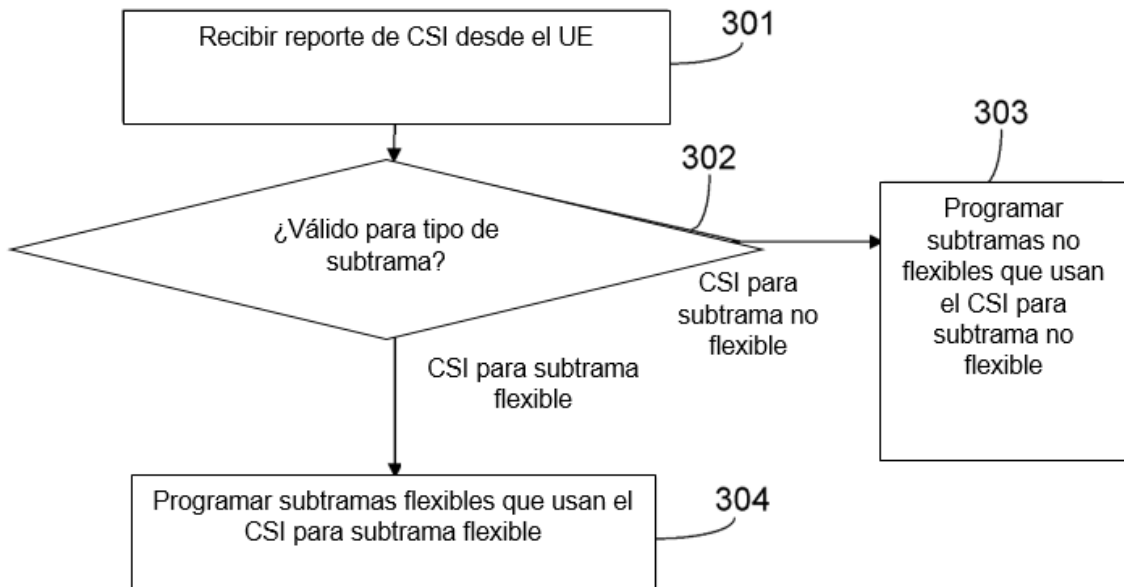 Recibir reporte de CSI desde el UE
301
303
302
¿Válido para tipo de
subtrama?
Programar
subtramas no
flexibles que usan
el CSI para
subtrama no
flexible
CSI para
subtrama no
flexible
CSI para subtrama
flexible
Programar subtramas flexibles que usan el
CSI para subtrama flexible
304